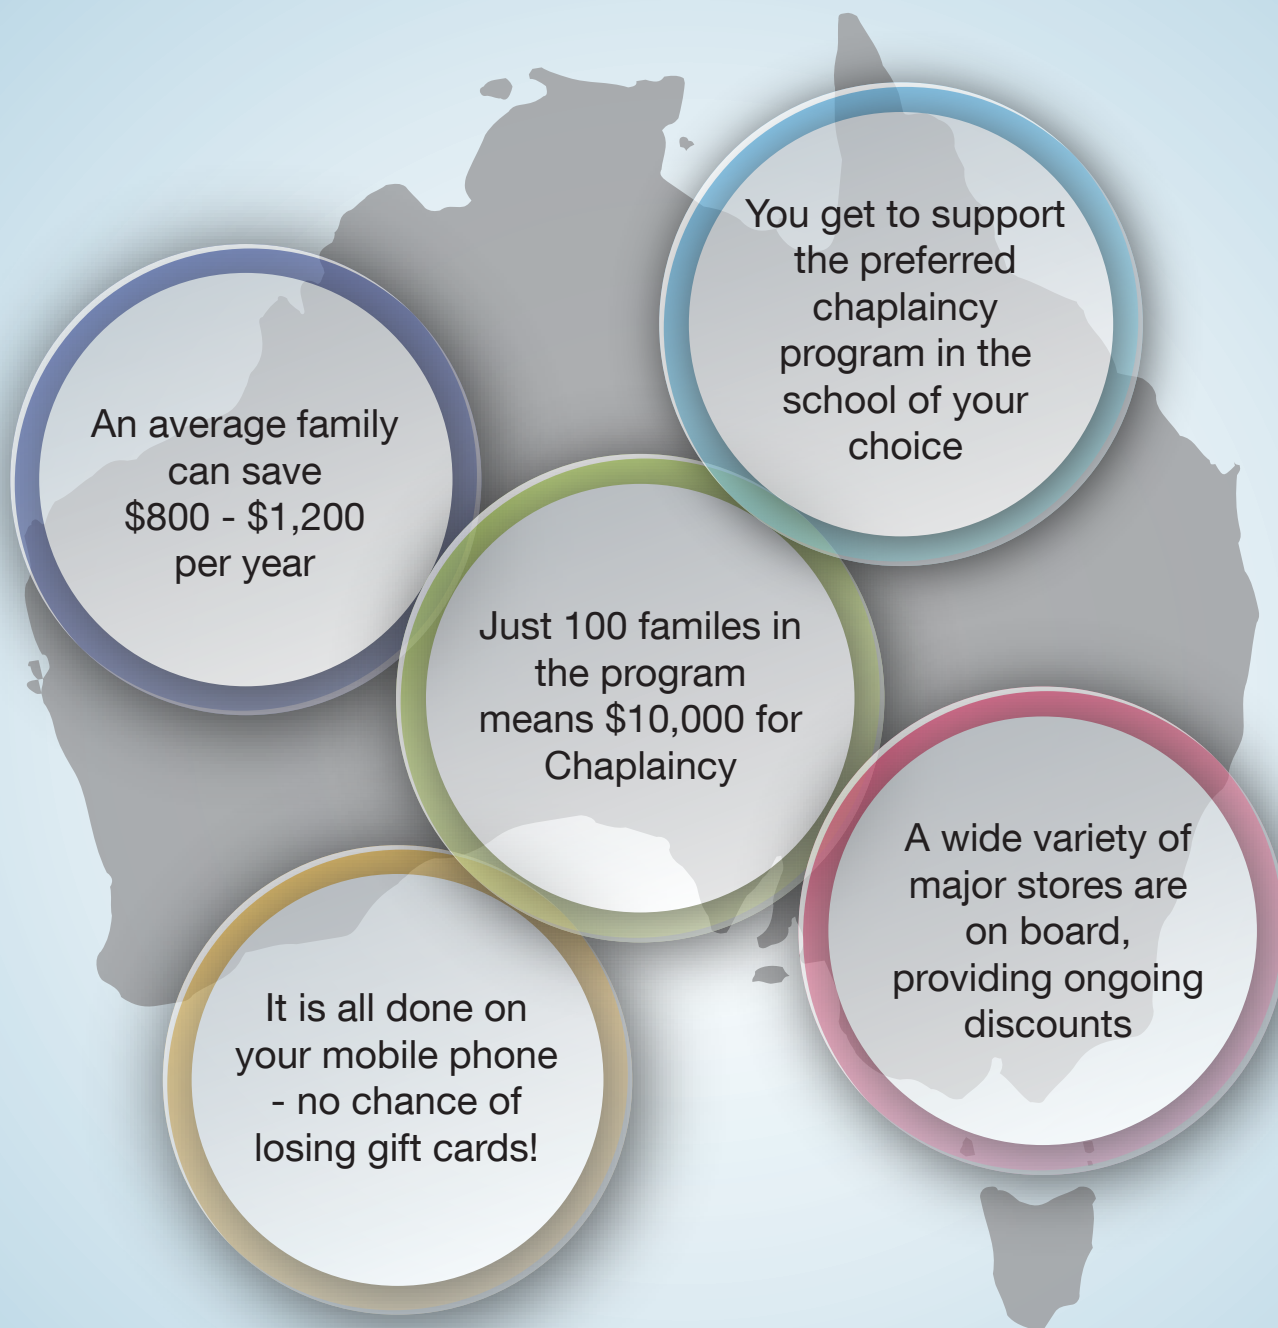 You get to support
the preferred
chaplaincy
program in the
school of your
choice
An average family
can save
$800 - $1,200
per year
Just 100 familes in
the program
means $10,000 for
Chaplaincy
A wide variety of
major stores are
on board,
providing ongoing
discounts
It is all done on
your mobile phone
- no chance of
losing gift cards!